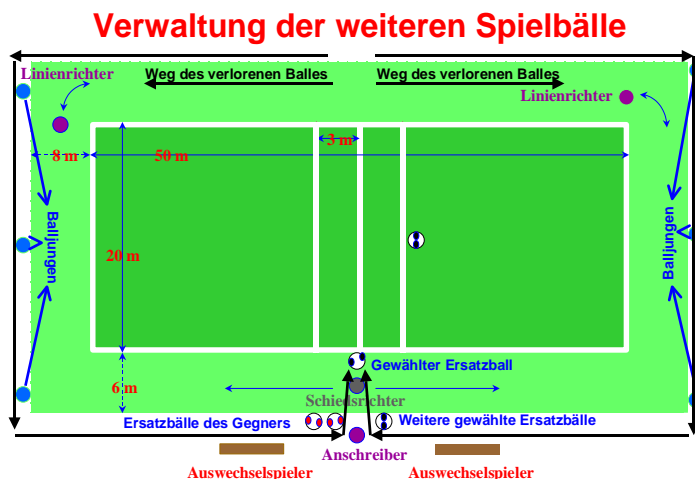 Verwaltung der weiteren Spielbälle
Linienrichter
Weg des verlorenen Balles
Weg des verlorenen Balles
Linienrichter
3 m
8 m
50 m
Balljungen
Balljungen
20 m
Gewählter Ersatzball
6 m
Schiedsrichter
Ersatzbälle des Gegners
Weitere gewählte Ersatzbälle
Anschreiber
Auswechselspieler
Auswechselspieler